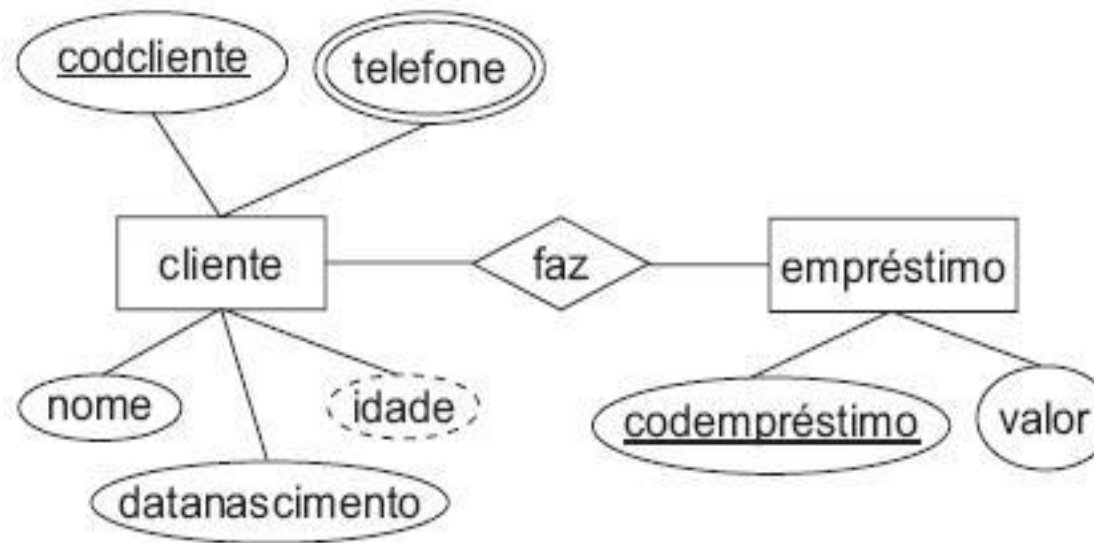 codcliente
telefone
cliente
faz
empréstimo
nome
idade
codempréstimo
valor
datanascimento